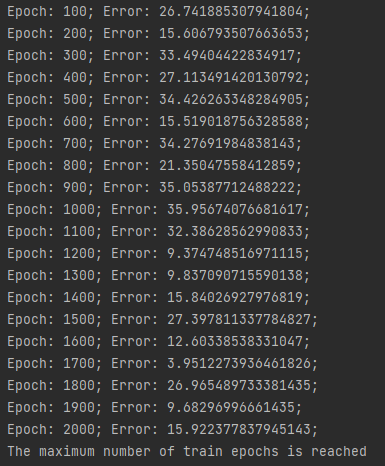 Epoch: 100; Error: 26.741885307941804;
Epoch: 200; Error: 15.606793507663653;
Epoch: 300; Error: 33.49404422834917;
Epoch: 400; Error: 27.113491420130792;
Epoch: 500; Error: 34.426263348284905;
Epoch: 600; Error: 15.519018756328588;
Epoch: 700; Error: 34.27691984838143;
Epoch: 800; Error: 21.35047558412859;
Epoch: 900; Error: 35.05387712488222;
Epoch: 1000; Error: 35.95674076681617;
Epoch: 1100; Error: 32.38628562990833;
Epoch: 1200; Error: 9.374748516971115;
Epoch: 1300; Error: 9.837090715590138;
Epoch: 1400; Error: 15.84026927976819;
Epoch: 1500; Error: 27.397811337784827;
Epoch: 1600; Error: 12.60338538331047;
Epoch: 1700; Error: 3.9512273936461826;
Epoch: 1800; Error: 26.965489733381435;
Epoch: 1900; Error: 9.68296996661435;
Epoch: 2000; Error: 15.922377837945143;
The maximum number of train epochs is reached